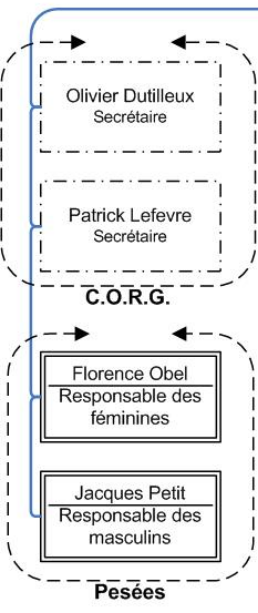 Olivier Dutilleux
Secrétaire
Patrick Lefevre
Secrétaire
C.O.R.G.
Florence Obel
Responsable des
féminines
Jacques Petit
Responsable des
masculins
Pesées